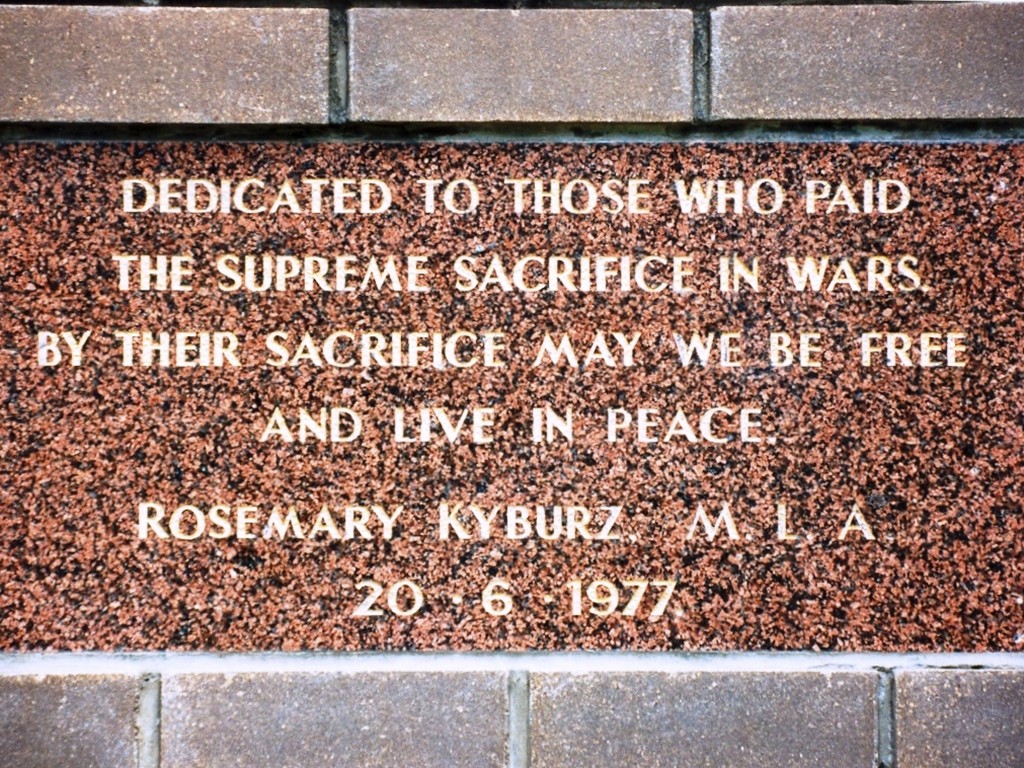 DEDICATED TO THOSE WHO PAID
THE SUPREME SACRIFICE IN WARS.
BY THEIR SACRIFICE MAY WE BE FREE
AND LIVE IN PEACE.
ROSEMARY KYBURZ, M. L. A.
20 · 6 · 1977.